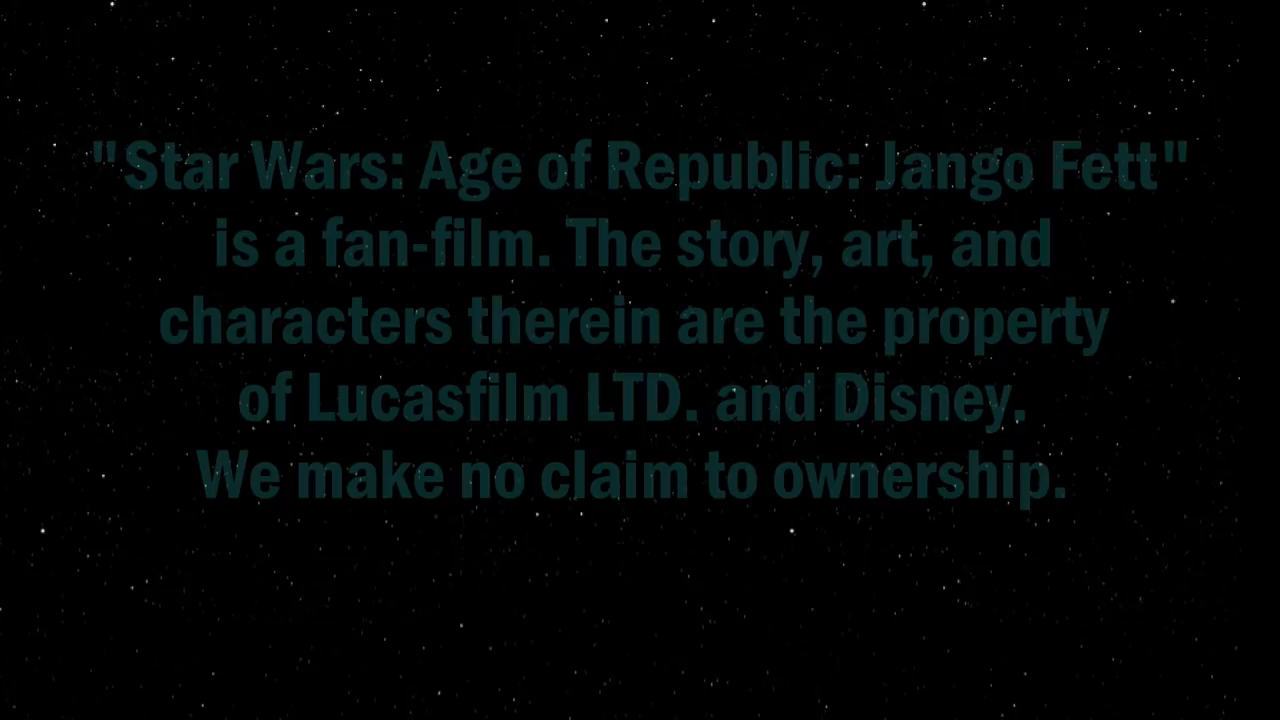 "Star Wars: Age of Republic: Jango Fett"
is a fan-film. The story, art, and
characters therein are the property
of Lucasfilm LTD. and Disney.
We make no claim to ownership.